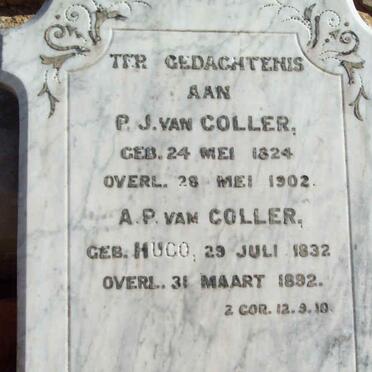 TER GEDACHTENIS
AAN
P. J. VAN COLLER,
GEB. 24 MEI 1824
OVERL. 28 MEI 1902.
A. P. VAN COLLER,
GEB. HUGO, 29 JULI 1832
OVERL. 31 MAART 1892.
2 COR. 12. 9. 10.